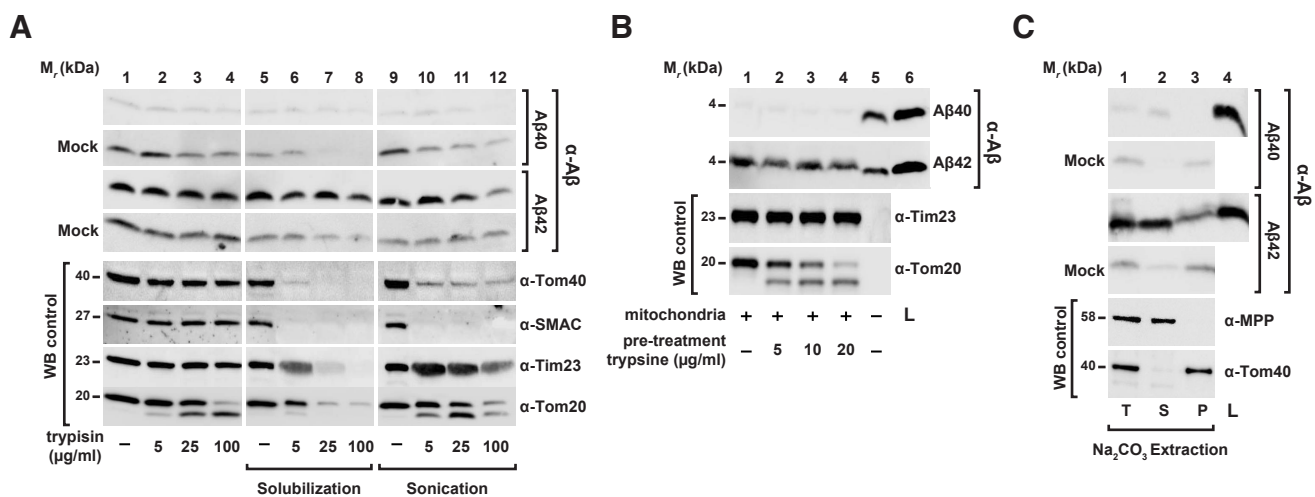 A
M_r (kDa) 1 2 3 4 5 6 7 8 9 10 11 12
Aβ40
Mock
α-Aβ
Aβ42
Mock
WB control
40 α-Tom40
27 α-SMAC
23 α-Tim23
20 α-Tom20
trypisin (μg/ml) – 5 25 100 – 5 25 100 – 5 25 100
Solubilization Sonication
B
M_r (kDa) 1 2 3 4 5 6
4 Aβ40
α-Aβ
4 Aβ42
WB control
23 α-Tim23
20 α-Tom20
mitochondria + + + + – L
pre-treatment
trypsine (μg/ml) – 5 10 20 –
C
M_r (kDa) 1 2 3 4
Aβ40
Mock
α-Aβ
Aβ42
Mock
WB control
58 α-MPP
40 α-Tom40
T S P L
Na₂CO₃ Extraction